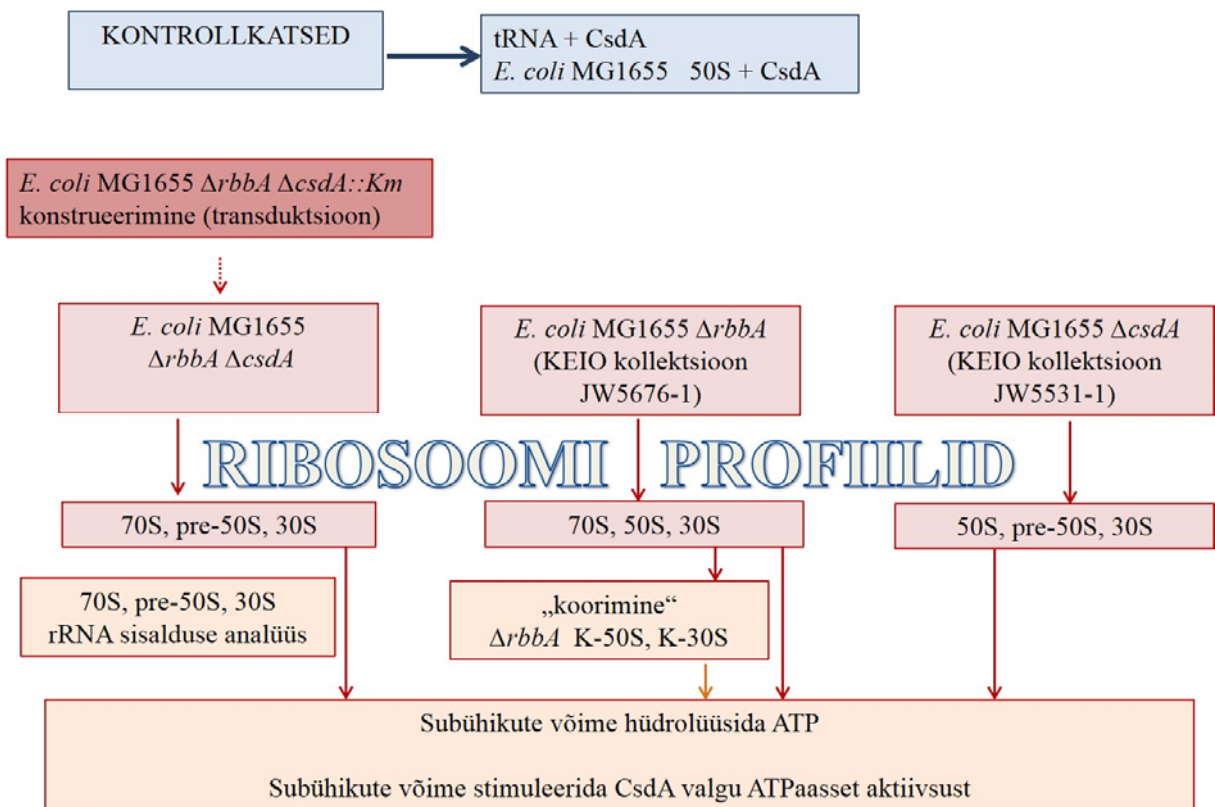 KONTROLLKATSED
tRNA + CsdA
E. coli MG1655 50S + CsdA
E. coli MG1655 ΔrbbA ΔcsdA::Km
konstrueerimine (transduktsioon)
E. coli MG1655
ΔrbbA ΔcsdA
E. coli MG1655 ΔrbbA
(KEIO kollektsioon
JW5676-1)
E. coli MG1655 ΔcsdA
(KEIO kollektsioon
JW5531-1)
RIBOSOOMI PROFIILID
70S, pre-50S, 30S
70S, 50S, 30S
50S, pre-50S, 30S
70S, pre-50S, 30S
rRNA sisalduse analüüs
„koorimine“
ΔrbbA K-50S, K-30S
Subühikute võime hüdrolüüsida ATP
Subühikute võime stimuleerida CsdA valgu ATPaasset aktiivsust